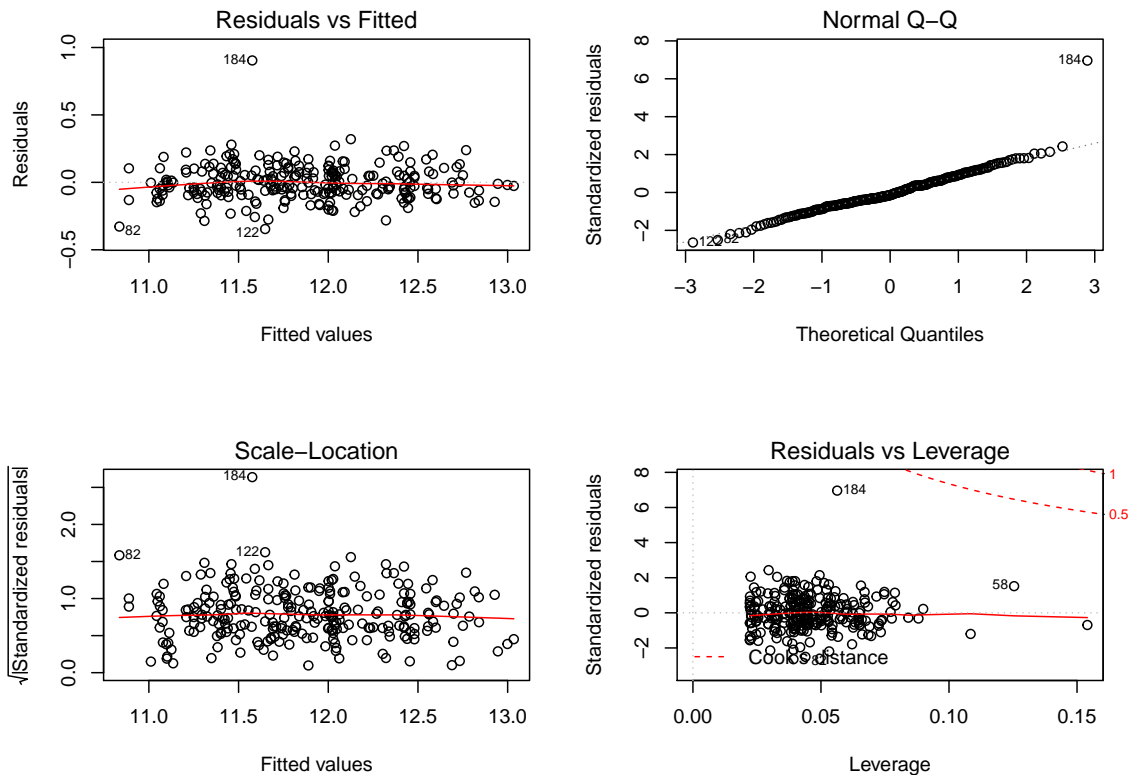 Residuals vs Fitted
Residuals
1.0
0.5
0.0
−0.5
184
82
122
11.0 11.5 12.0 12.5 13.0
Fitted values
Normal Q−Q
Standardized residuals
8
6
4
2
0
−2
184
122 82
−3 −2 −1 0 1 2 3
Theoretical Quantiles
Scale−Location
√|Standardized residuals|
2.0
1.0
0.0
184
82
122
11.0 11.5 12.0 12.5 13.0
Fitted values
Residuals vs Leverage
Standardized residuals
8
6
4
2
0
−2
184
58
82
1
0.5
Cook's distance
0.00 0.05 0.10 0.15
Leverage